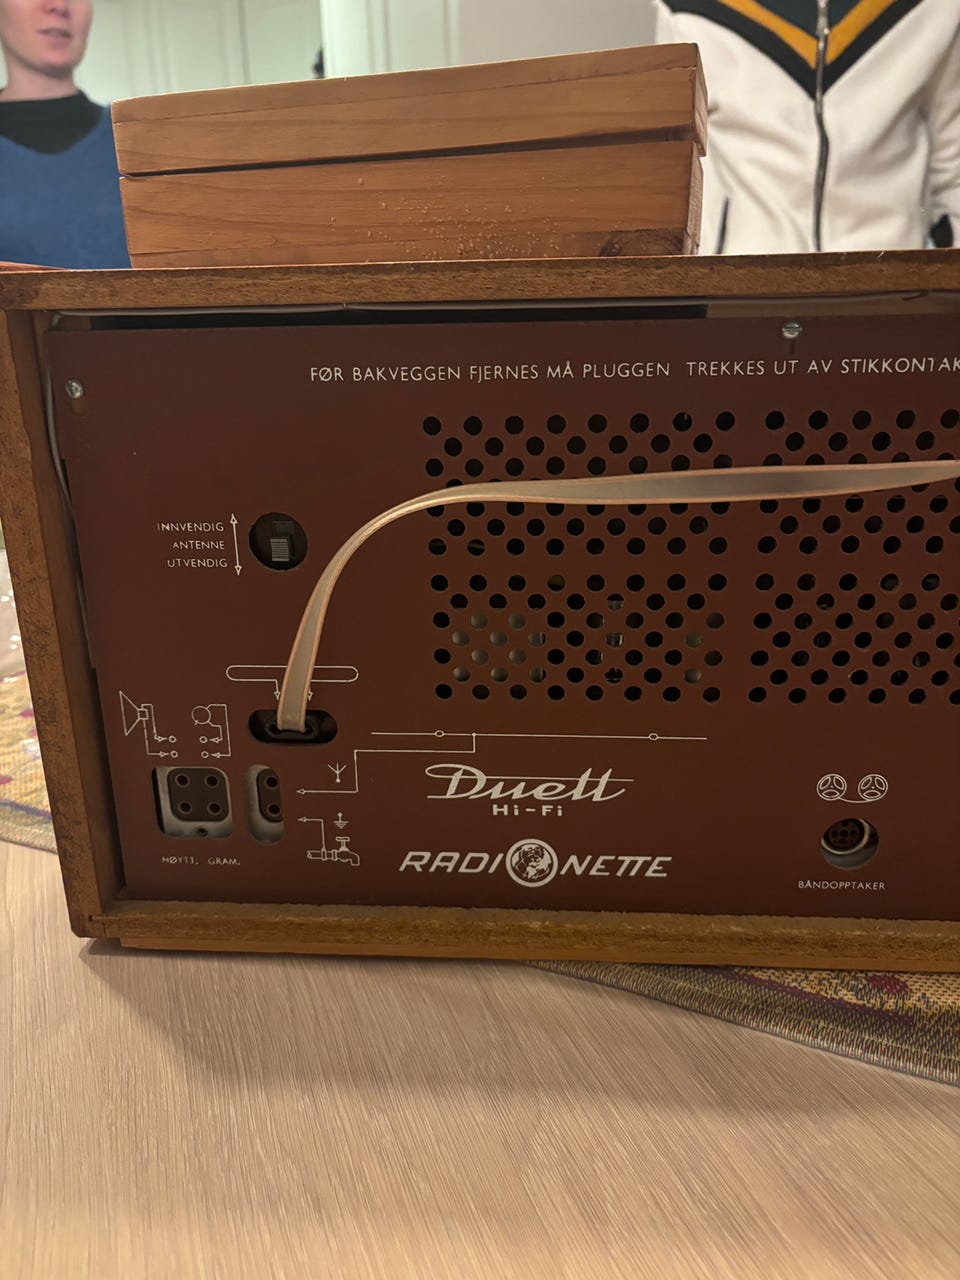 FØR BAKVEGGEN FJERNES MÅ PLUGGEN TREKKES UT AV STIKKONTAK
INNVENDIG
ANTENNE
UTVENDIG
Duett
Hi-Fi
RADIONETTE
HØYTT. GRAM.
BÅNDOPPTAKER